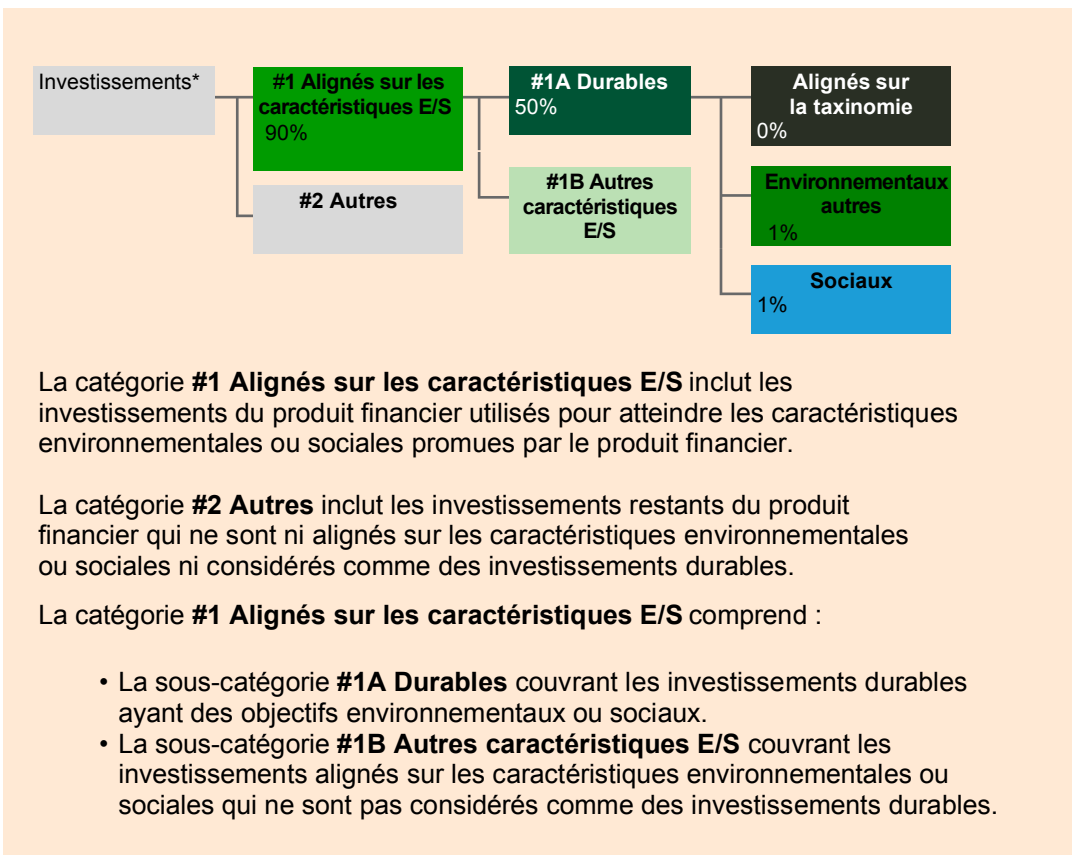 Investissements*
#1 Alignés sur les
caractéristiques E/S
90%
#2 Autres
#1A Durables
50%
#1B Autres
caractéristiques
E/S
Alignés sur
la taxinomie
0%
Environnementaux
autres
1%
Sociaux
1%
La catégorie #1 Alignés sur les caractéristiques E/S inclut les
investissements du produit financier utilisés pour atteindre les caractéristiques
environnementales ou sociales promues par le produit financier.
La catégorie #2 Autres inclut les investissements restants du produit
financier qui ne sont ni alignés sur les caractéristiques environnementales
ou sociales ni considérés comme des investissements durables.
La catégorie #1 Alignés sur les caractéristiques E/S comprend :
• La sous-catégorie #1A Durables couvrant les investissements durables
ayant des objectifs environnementaux ou sociaux.
• La sous-catégorie #1B Autres caractéristiques E/S couvrant les
investissements alignés sur les caractéristiques environnementales ou
sociales qui ne sont pas considérés comme des investissements durables.